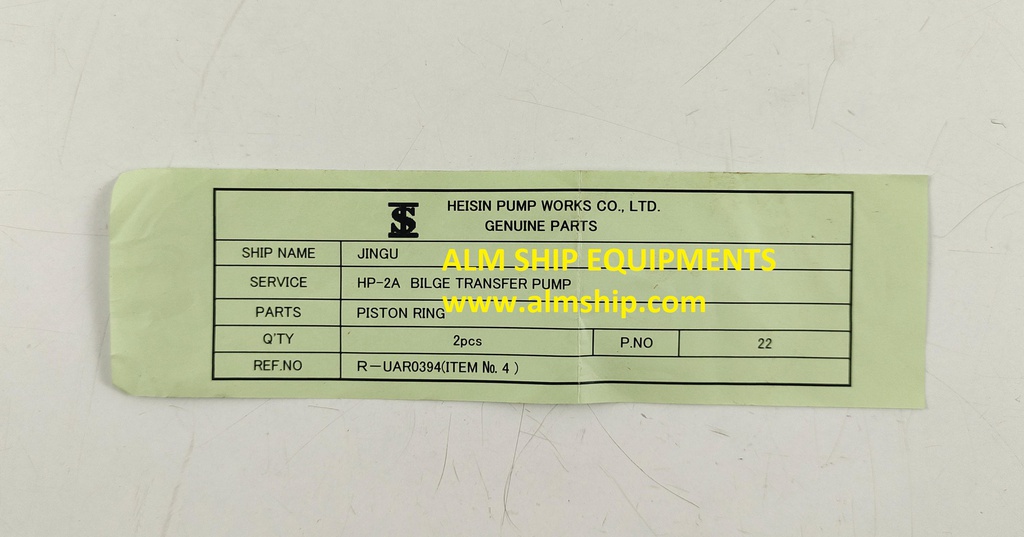 HEISIN PUMP WORKS CO., LTD.
GENUINE PARTS
SHIP NAME JINGU
ALM SHIP EQUIPMENTS
SERVICE HP-2A BILGE TRANSFER PUMP
www.almship.com
PARTS PISTON RING
Q'TY 2pcs P.NO 22
REF.NO R-UAR0394(ITEM No. 4)